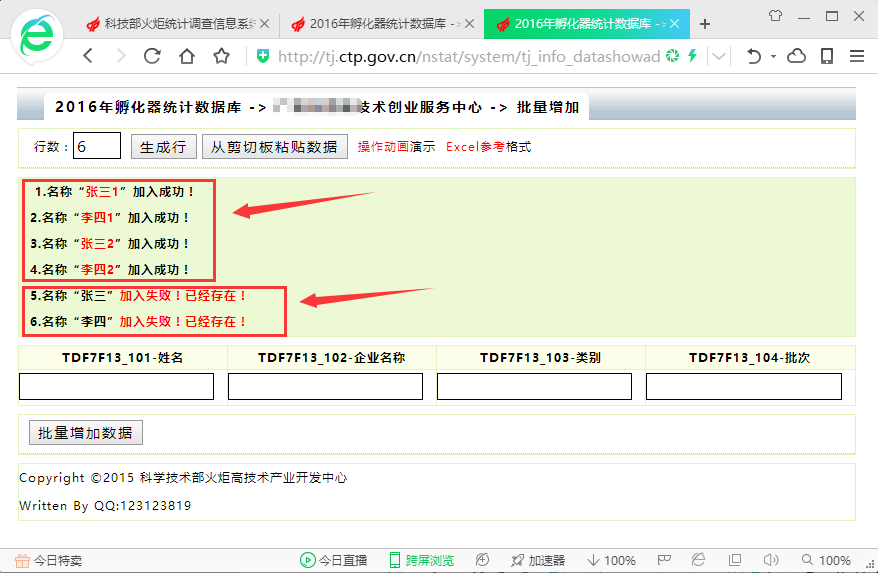 科技部火炬统计调查信息系统
2016年孵化器统计数据库 ->
2016年孵化器统计数据库 ->
http://tj.ctp.gov.cn/nstat/system/tj_info_datashowad
2016年孵化器统计数据库 -> 技术创业服务中心 -> 批量增加
行数：6 生成行 从剪切板粘贴数据 操作动画演示 Excel参考格式
1.名称“张三1”加入成功！
2.名称“李四1”加入成功！
3.名称“张三2”加入成功！
4.名称“李四2”加入成功！
5.名称“张三”加入失败！已经存在！
6.名称“李四”加入失败！已经存在！
TDF7F13_101-姓名 TDF7F13_102-企业名称 TDF7F13_103-类别 TDF7F13_104-批次
批量增加数据
Copyright ©2015 科学技术部火炬高技术产业开发中心
Written By QQ:123123819
今日特卖 今日直播 跨屏浏览 加速器 100% 100%